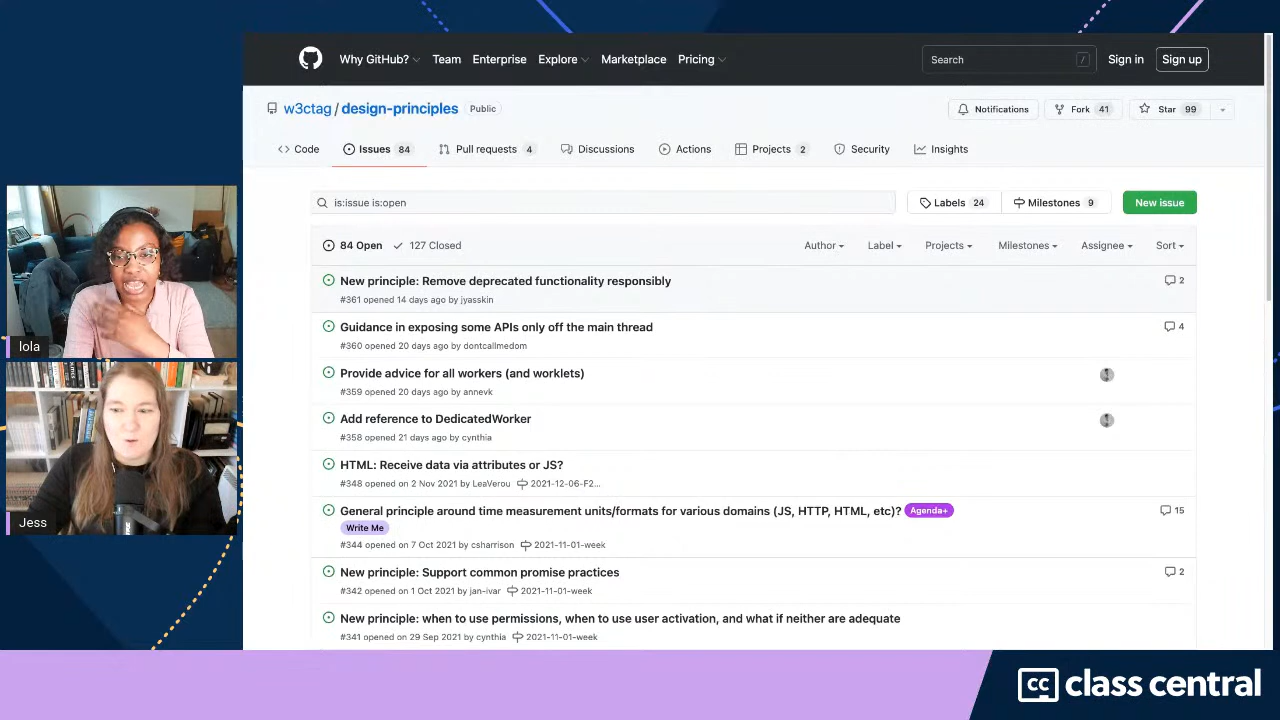 Why GitHub? Team Enterprise Explore Marketplace Pricing Search / Sign in Sign up
w3ctag / design-principles Public Notifications Fork 41 Star 99
Code Issues 84 Pull requests 4 Discussions Actions Projects 2 Security Insights
is:issue is:open Labels 24 Milestones 9 New issue
84 Open 127 Closed Author Label Projects Milestones Assignee Sort
New principle: Remove deprecated functionality responsibly 2
#361 opened 14 days ago by jyasskin
Guidance in exposing some APIs only off the main thread 4
#360 opened 20 days ago by dontcallmedom
Provide advice for all workers (and worklets)
#359 opened 20 days ago by annevk
Add reference to DedicatedWorker
#358 opened 21 days ago by cynthia
HTML: Receive data via attributes or JS?
#348 opened on 2 Nov 2021 by LeaVerou 2021-12-06-F2...
General principle around time measurement units/formats for various domains (JS, HTTP, HTML, etc)? Agenda+ 15
Write Me
#344 opened on 7 Oct 2021 by csharrison 2021-11-01-week
New principle: Support common promise practices 2
#342 opened on 1 Oct 2021 by jan-ivar 2021-11-01-week
New principle: when to use permissions, when to use user activation, and what if neither are adequate
#341 opened on 29 Sep 2021 by cynthia 2021-11-01-week
lola
Jess
cc class central